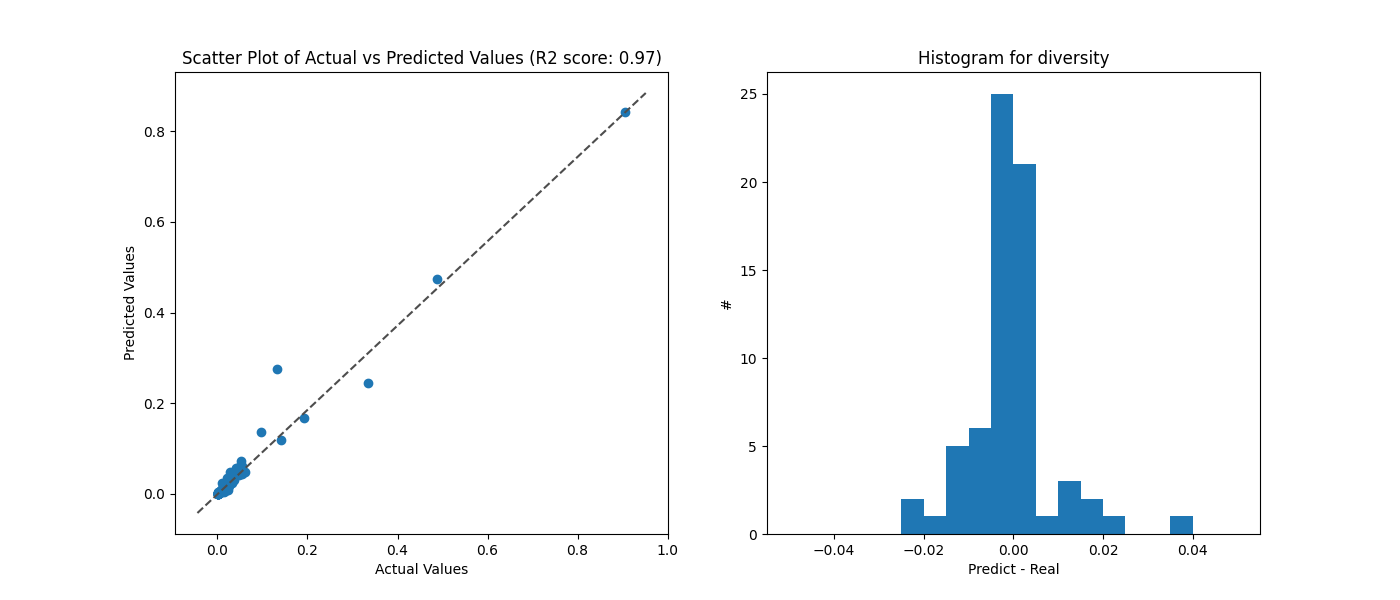 Scatter Plot of Actual vs Predicted Values (R2 score: 0.97)
Predicted Values
0.8
0.6
0.4
0.2
0.0
0.0 0.2 0.4 0.6 0.8 1.0
Actual Values
Histogram for diversity
#
25
20
15
10
5
0
−0.04 −0.02 0.00 0.02 0.04
Predict - Real